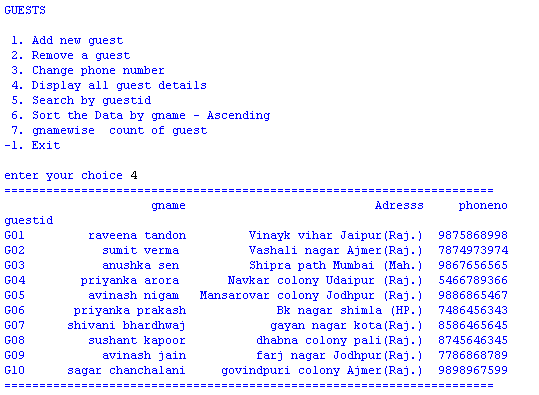 GUESTS
1. Add new guest
2. Remove a guest
3. Change phone number
4. Display all guest details
5. Search by guestid
6. Sort the Data by gname - Ascending
7. gnamewise  count of guest
-1. Exit
enter your choice 4
======================================================================
gname Adresss phoneno
guestid
G01 raveena tandon Vinayk vihar Jaipur(Raj.) 9875868998
G02 sumit verma Vashali nagar Ajmer(Raj.) 7874973974
G03 anushka sen Shipra path Mumbai (Mah.) 9867656565
G04 priyanka arora Navkar colony Udaipur (Raj.) 5466789366
G05 avinash nigam Mansarovar colony Jodhpur (Raj.) 9886865467
G06 priyanka prakash Bk nagar shimla (HP.) 7486456343
G07 shivani bhardhwaj gayan nagar kota(Raj.) 8586465645
G08 sushant kapoor dhabna colony pali(Raj.) 8745646345
G09 avinash jain farj nagar Jodhpur(Raj.) 7786868789
G10 sagar chanchalani govindpuri colony Ajmer(Raj.) 9898967599
======================================================================